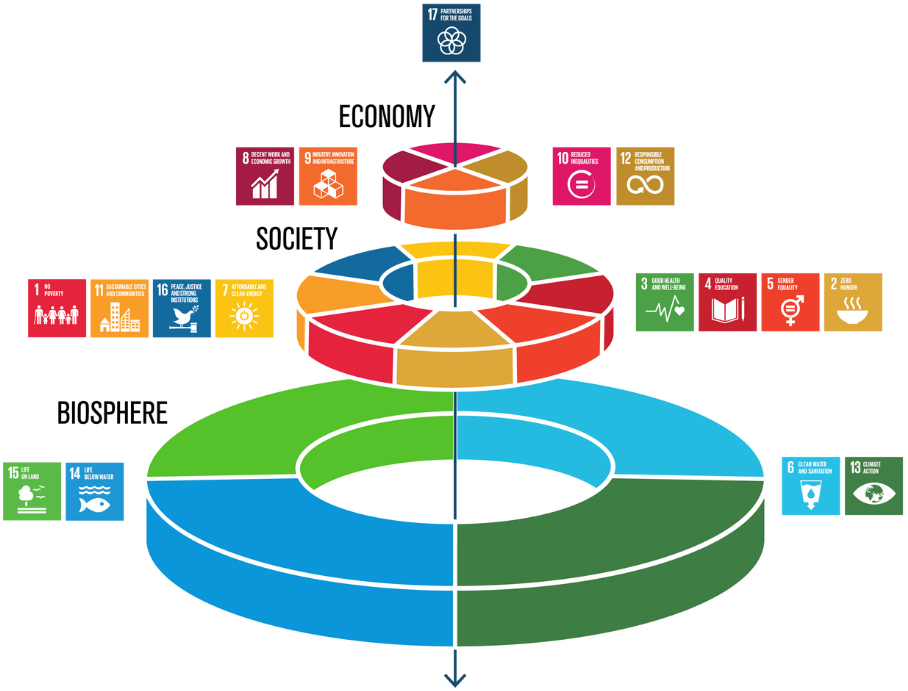 17 PARTNERSHIPS
FOR THE GOALS
ECONOMY
8 DECENT WORK AND
ECONOMIC GROWTH
9 INDUSTRY, INNOVATION
AND INFRASTRUCTURE
10 REDUCED
INEQUALITIES
12 RESPONSIBLE
CONSUMPTION
AND PRODUCTION
SOCIETY
1 NO
POVERTY
11 SUSTAINABLE CITIES
AND COMMUNITIES
16 PEACE, JUSTICE
AND STRONG
INSTITUTIONS
7 AFFORDABLE AND
CLEAN ENERGY
3 GOOD HEALTH
AND WELL-BEING
4 QUALITY
EDUCATION
5 GENDER
EQUALITY
2 ZERO
HUNGER
BIOSPHERE
15 LIFE
ON LAND
14 LIFE
BELOW WATER
6 CLEAN WATER
AND SANITATION
13 CLIMATE
ACTION